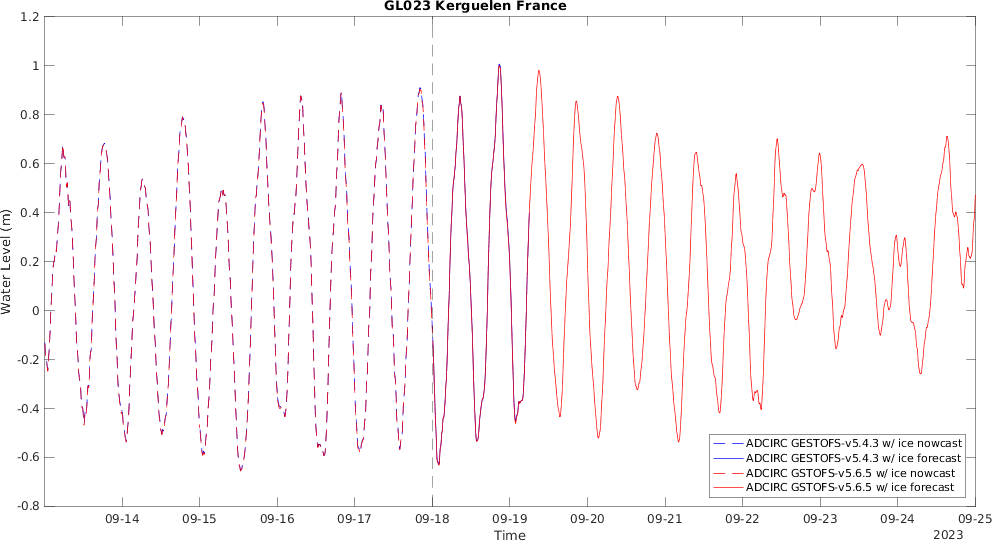 GL023 Kerguelen France
1.2
1
0.8
0.6
0.4
0.2
0
-0.2
-0.4
-0.6
-0.8
Water Level (m)
ADCIRC GESTOFS-v5.4.3 w/ ice nowcast
ADCIRC GESTOFS-v5.4.3 w/ ice forecast
ADCIRC GSTOFS-v5.6.5 w/ ice nowcast
ADCIRC GSTOFS-v5.6.5 w/ ice forecast
09-14 09-15 09-16 09-17 09-18 09-19 09-20 09-21 09-22 09-23 09-24 09-25
Time
2023